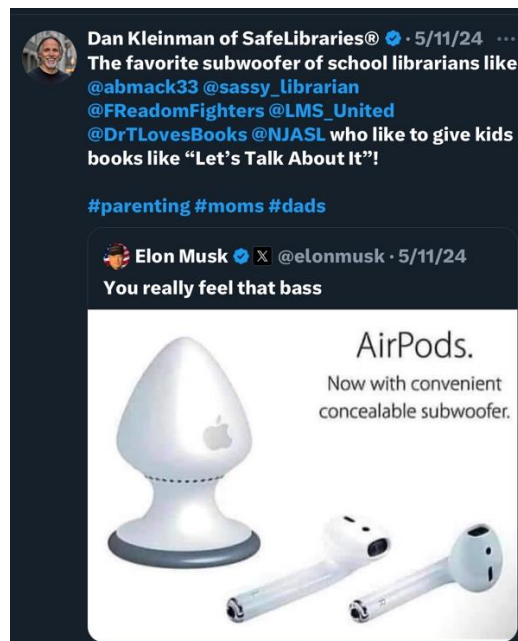 Dan Kleinman of SafeLibraries® · 5/11/24 ···
The favorite subwoofer of school librarians like
@abmack33 @sassy_librarian
@FReadomFighters @LMS_United
@DrTLovesBooks @NJASL who like to give kids
books like “Let’s Talk About It”!
#parenting #moms #dads
Elon Musk X @elonmusk · 5/11/24
You really feel that bass
AirPods.
Now with convenient
concealable subwoofer.